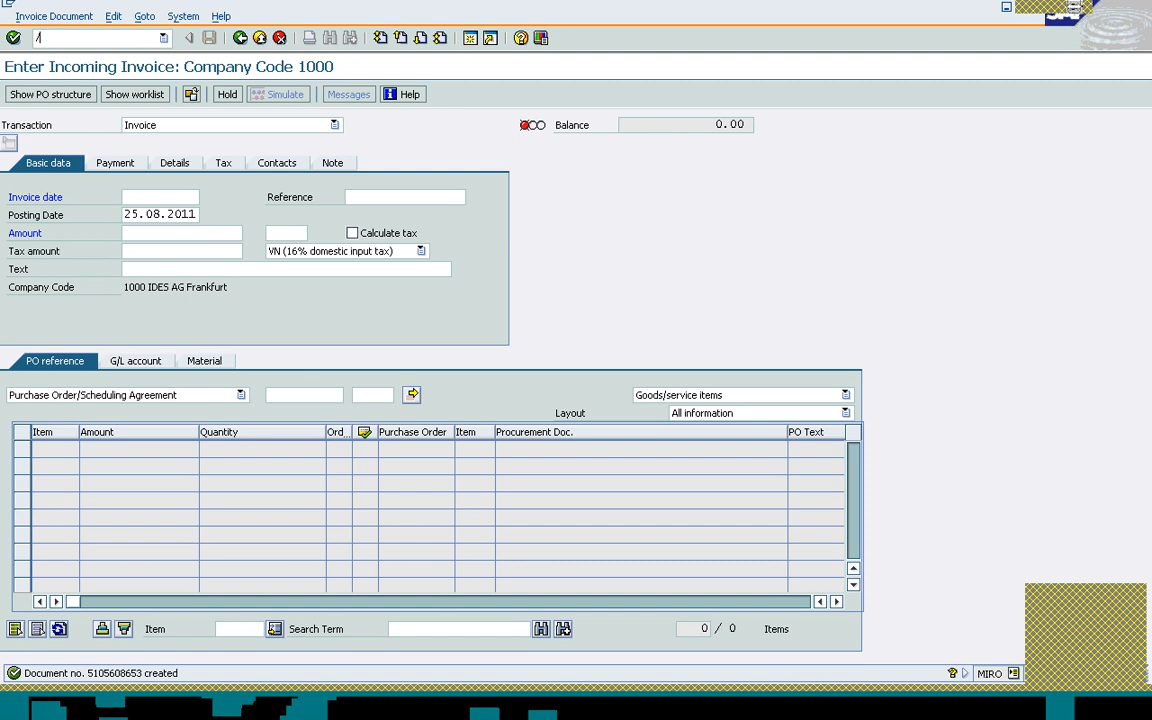 Invoice Document Edit Goto System Help
/
Enter Incoming Invoice: Company Code 1000
Show PO structure Show worklist Hold Simulate Messages Help
Transaction Invoice Balance 0.00
Basic data Payment Details Tax Contacts Note
Invoice date Reference
Posting Date 25.08.2011
Amount Calculate tax
Tax amount VN (16% domestic input tax)
Text
Company Code 1000 IDES AG Frankfurt
PO reference G/L account Material
Purchase Order/Scheduling Agreement Goods/service items
Layout All information
Item Amount Quantity Ord... Purchase Order Item Procurement Doc. PO Text
Item Search Term 0 / 0 Items
Document no. 5105608653 created MIRO